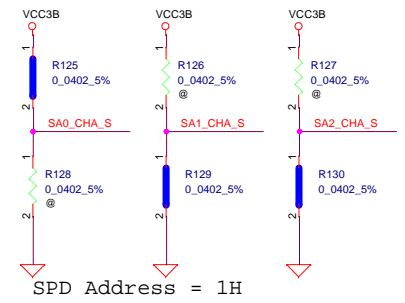 VCC3B VCC3B VCC3B
1 1 1
R125 R126 R127
0_0402_5% 0_0402_5% 0_0402_5%
@ @
2 2 2
SA0_CHA_S SA1_CHA_S SA2_CHA_S
1 1 1
R128 R129 R130
0_0402_5% 0_0402_5% 0_0402_5%
@
2 2 2
SPD Address = 1H